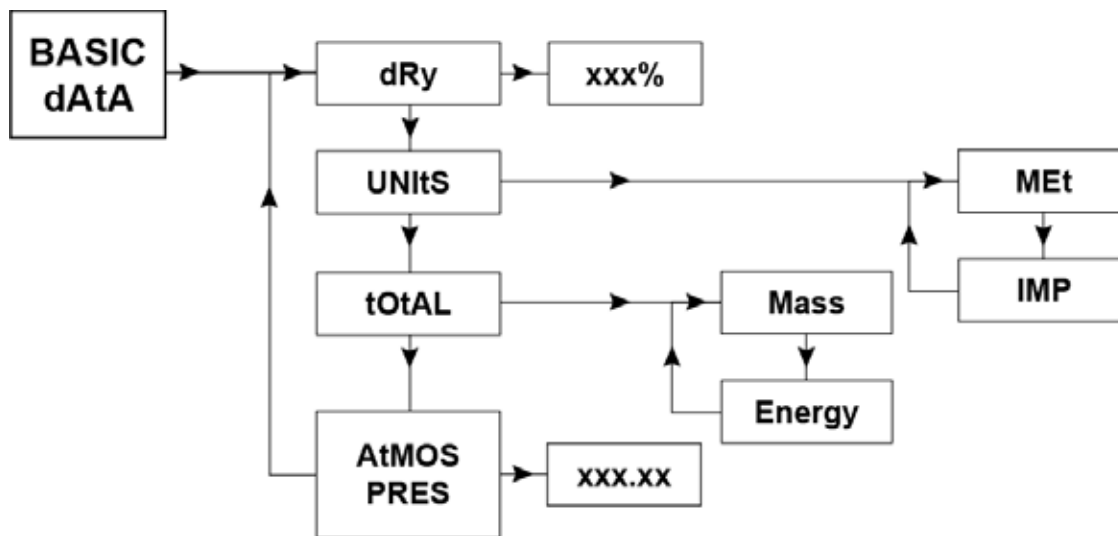 BASIC
dAtA
dRy
xxx%
UNItS
MEt
IMP
tOtAL
Mass
Energy
AtMOS
PRES
xxx.xx